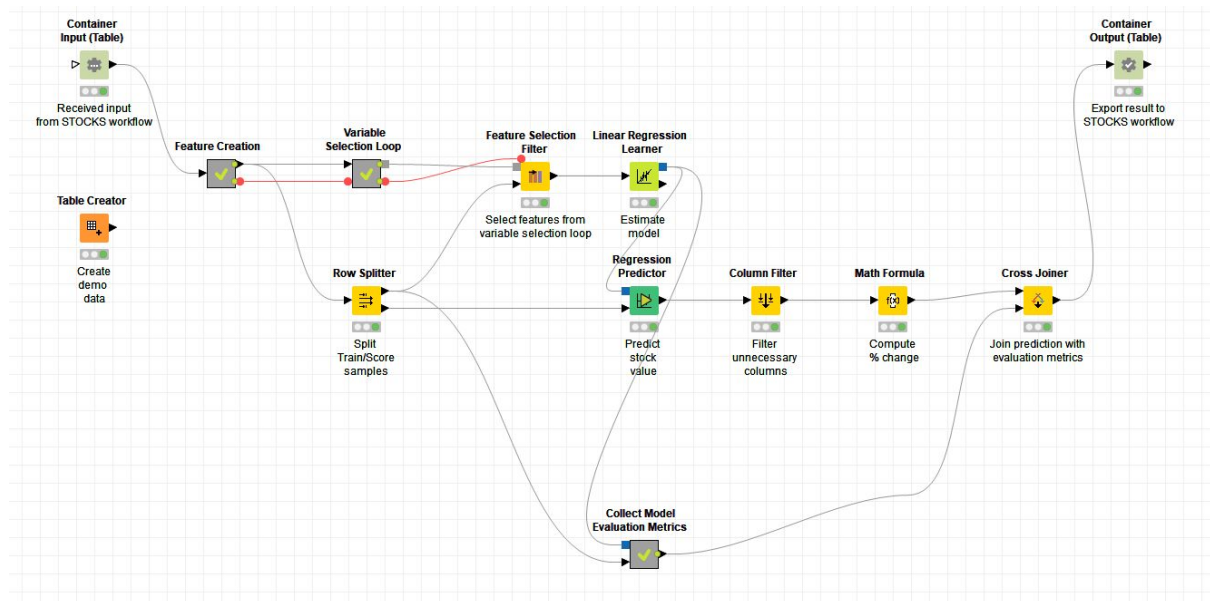 Container
Input (Table)
Received input
from STOCKS workflow
Container
Output (Table)
Export result to
STOCKS workflow
Feature Creation
Variable
Selection Loop
Feature Selection
Filter
Select features from
variable selection loop
Linear Regression
Learner
Estimate
model
Table Creator
Create
demo
data
Row Splitter
Split
Train/Score
samples
Regression
Predictor
Predict
stock
value
Column Filter
Filter
unnecessary
columns
Math Formula
f(x)
Compute
% change
Cross Joiner
Join prediction with
evaluation metrics
Collect Model
Evaluation Metrics